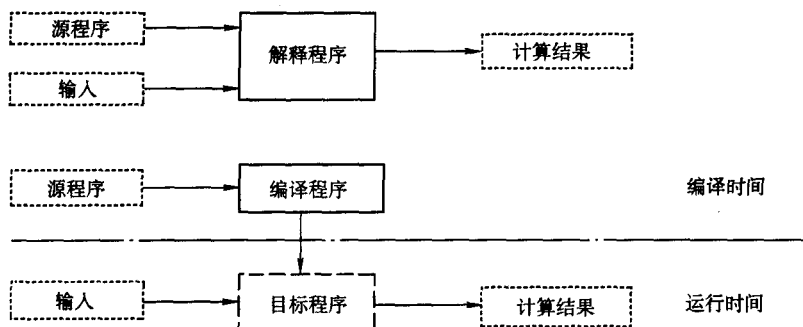 源程序
解释程序
计算结果
输入
源程序
编译程序
编译时间
输入
目标程序
计算结果
运行时间